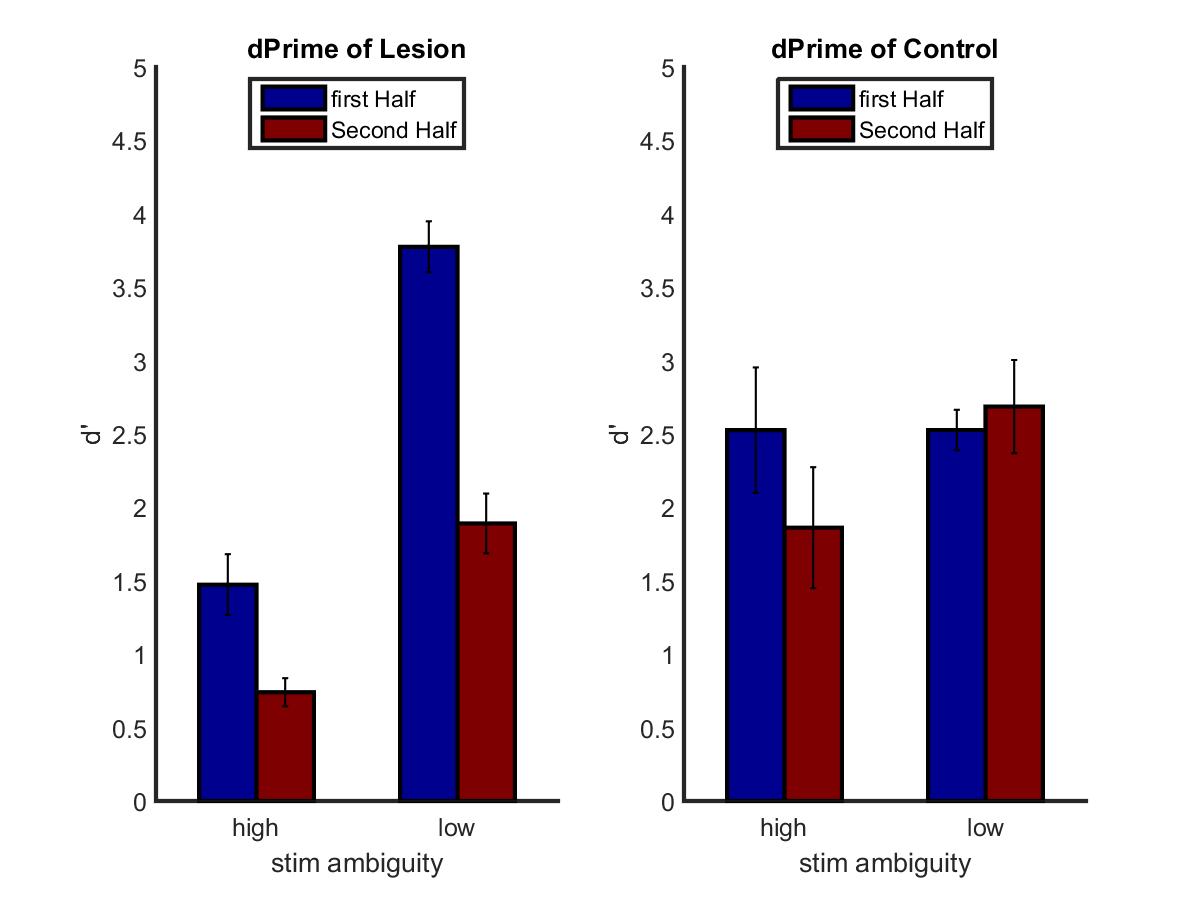 dPrime of Lesion
first Half
Second Half
5
4.5
4
3.5
3
2.5
2
1.5
1
0.5
0
d'
high low
stim ambiguity
dPrime of Control
first Half
Second Half
5
4.5
4
3.5
3
2.5
2
1.5
1
0.5
0
d'
high low
stim ambiguity